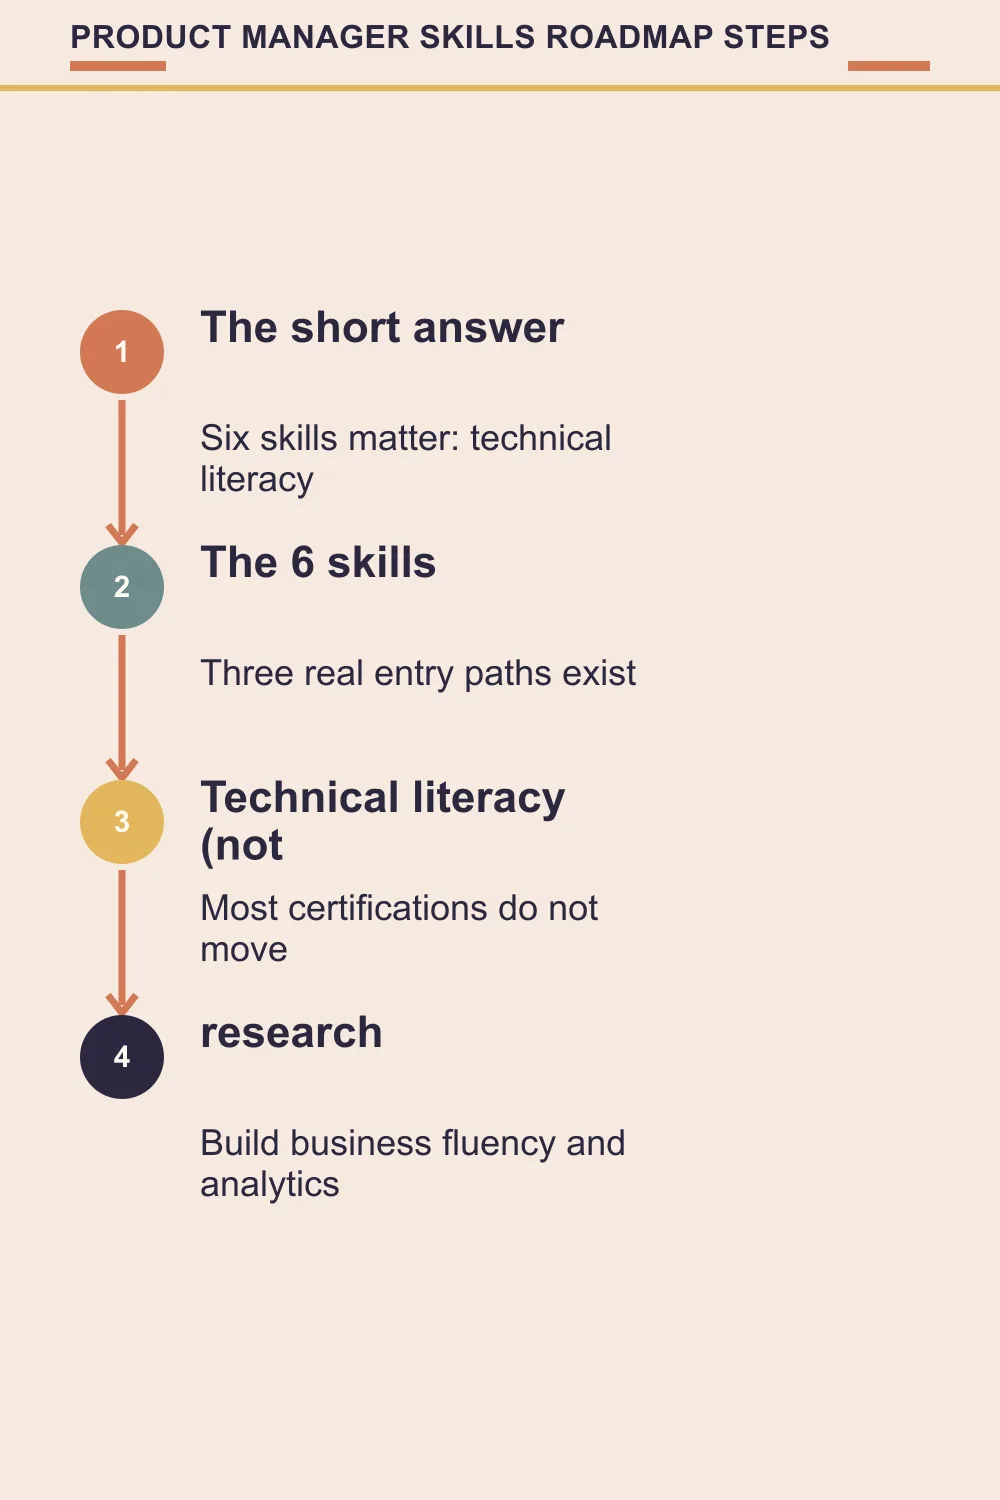 PRODUCT MANAGER SKILLS ROADMAP STEPS
1
The short answer
Six skills matter: technical
literacy
2
The 6 skills
Three real entry paths exist
3
Technical literacy
(not
Most certifications do not
move
4
research
Build business fluency and
analytics